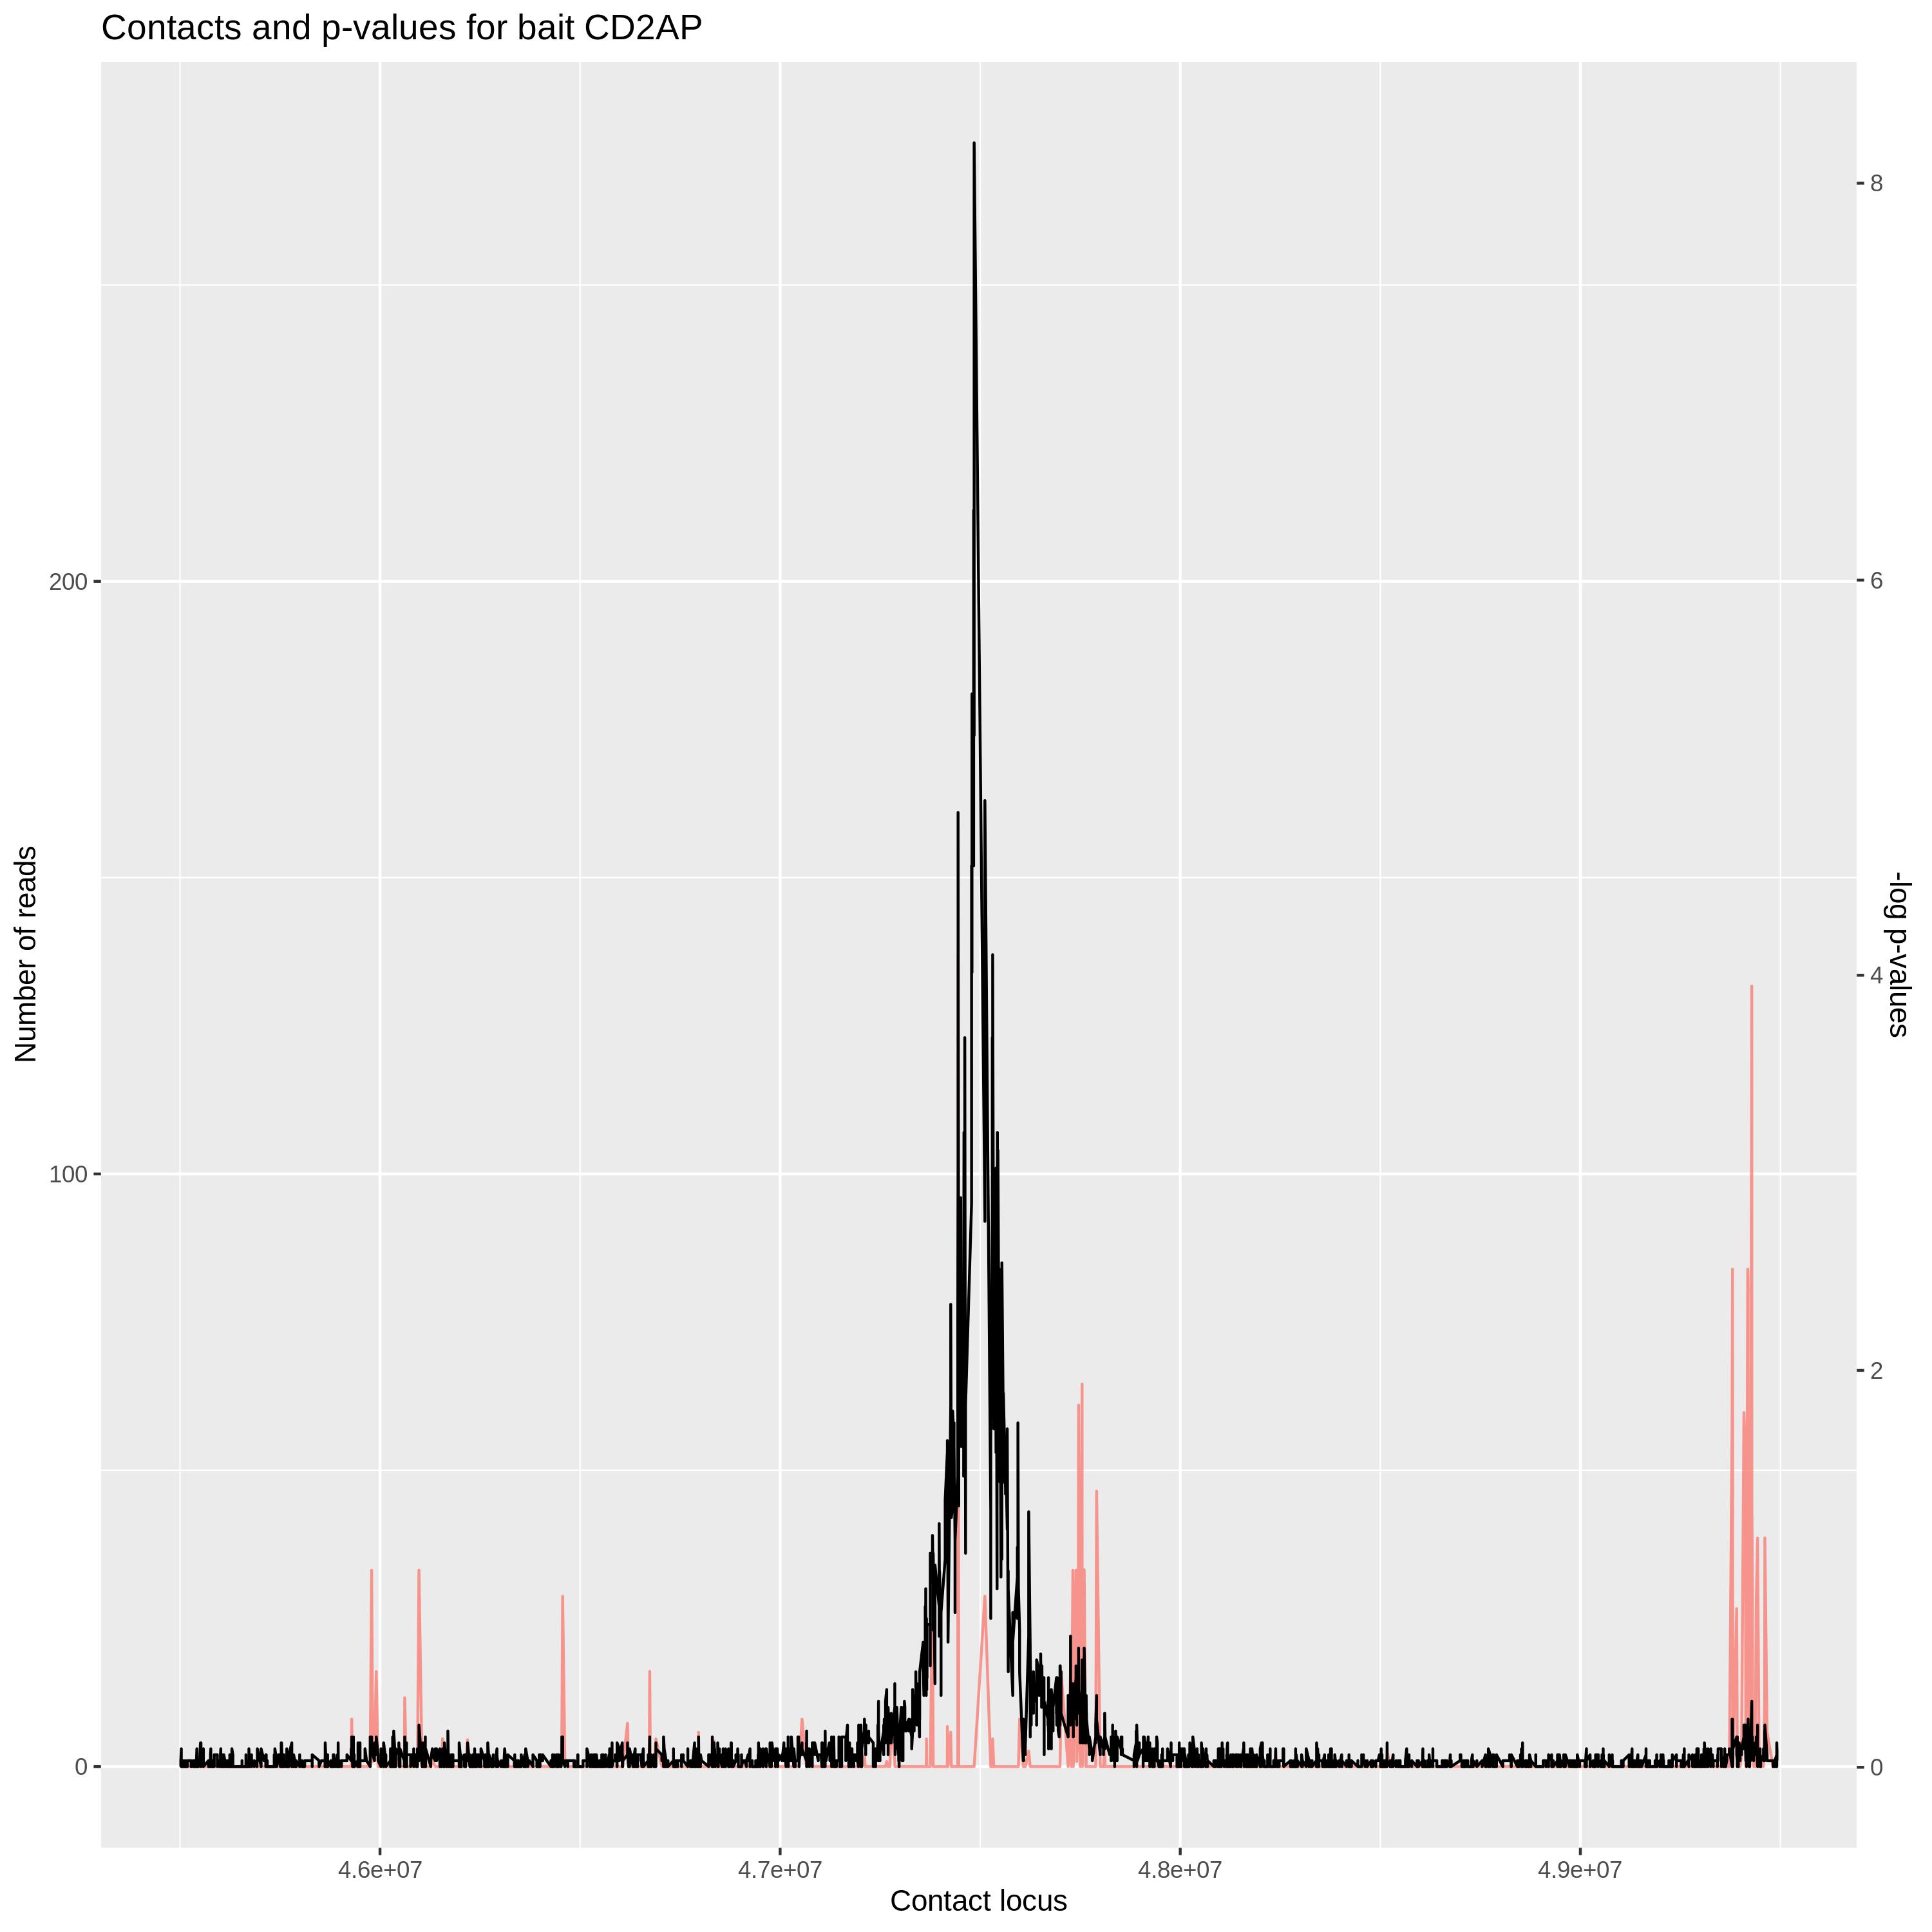 Contacts and p-values for bait CD2AP
Number of reads
200
100
0
8
6
4
2
0
-log p-values
4.6e+07
4.7e+07
4.8e+07
4.9e+07
Contact locus